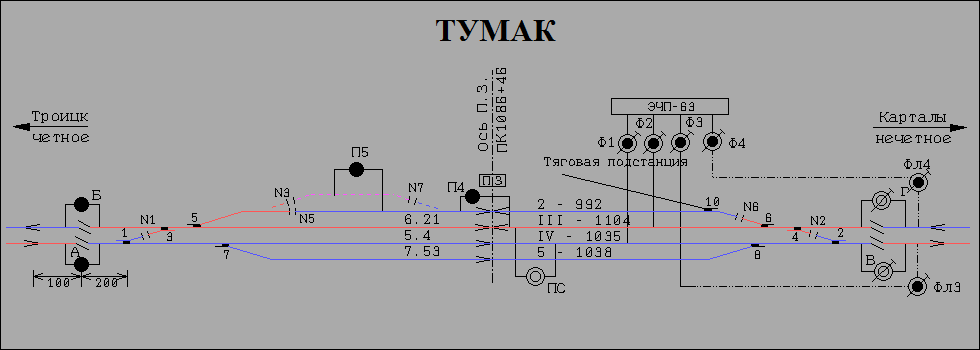 ТУМАК
Троицк
четное
Карталы
нечетное
Ось П.З.
ПК1086+46
ЭЧП-63
Ф1
Ф2
Ф3
Ф4
Тяговая подстанция
Фл4
П5
П4
ПЗ
N3
N7
N5
Б
N1
5
1
3
А
7
100
200
6.21
5.4
7.53
2 - 992
III - 1104
IV - 1035
5 - 1038
ПС
10
N6
6
N2
4
2
8
Г
В
Фл3